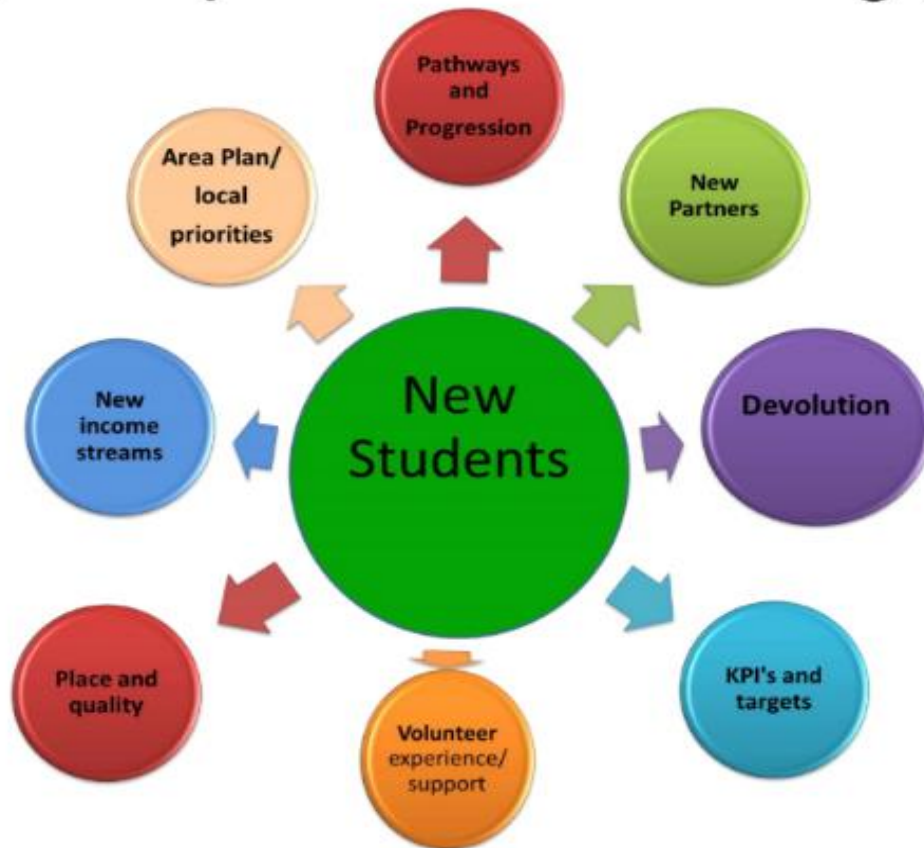 Pathways
and
Progression
New
Partners
Devolution
KPI's and
targets
Volunteer
experience/
support
Place and
quality
New
income
streams
Area Plan/
local
priorities
New
Students